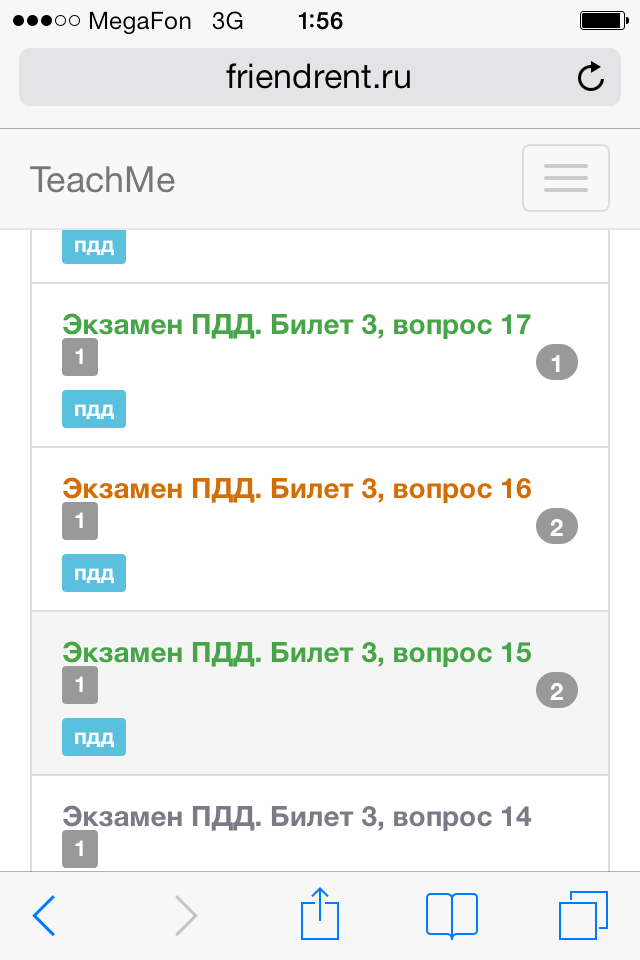 MegaFon 3G 1:56
friendrent.ru
TeachMe
пдд
Экзамен ПДД. Билет 3, вопрос 17
1
1
пдд
Экзамен ПДД. Билет 3, вопрос 16
1
2
пдд
Экзамен ПДД. Билет 3, вопрос 15
1
2
пдд
Экзамен ПДД. Билет 3, вопрос 14
1